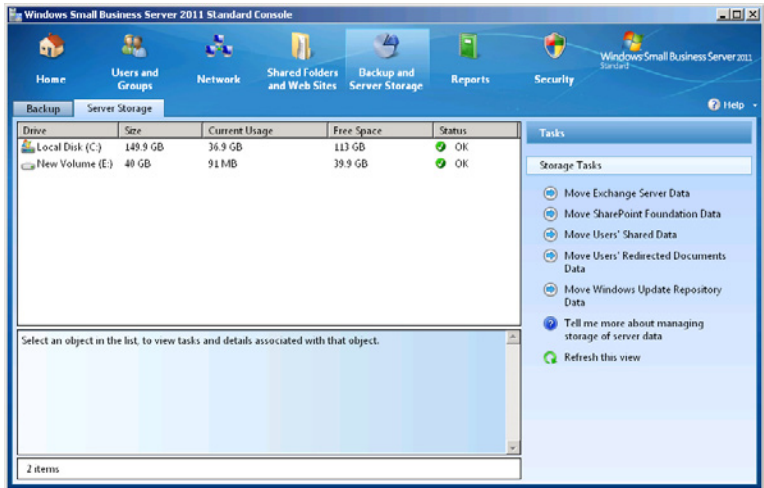 Windows Small Business Server 2011 Standard Console
Home
Users and
Groups
Network
Shared Folders
and Web Sites
Backup and
Server Storage
Reports
Security
Windows Small Business Server 2011
Standard
Backup
Server Storage
Help
Drive Size Current Usage Free Space Status
Local Disk (C:) 149.9 GB 36.9 GB 113 GB OK
New Volume (E:) 40 GB 91 MB 39.9 GB OK
Select an object in the list, to view tasks and details associated with that object.
2 items
Tasks
Storage Tasks
Move Exchange Server Data
Move SharePoint Foundation Data
Move Users' Shared Data
Move Users' Redirected Documents
Data
Move Windows Update Repository
Data
Tell me more about managing
storage of server data
Refresh this view